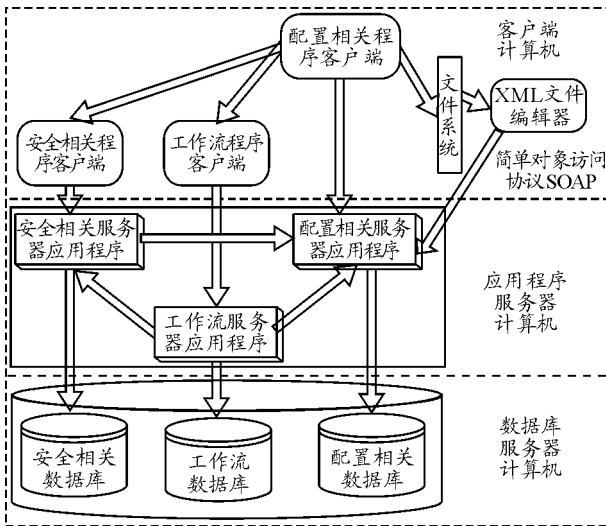 配置相关程
序客户端
客户端
计算机
文件系统
XML文件
编辑器
安全相关程
序客户端
工作流程序
客户端
简单对象访问
协议SOAP
安全相关服务
器应用程序
配置相关服务
器应用程序
应用程序
服务器
计算机
工作流服务
器应用程序
安全相关
数据库
工作流
数据库
配置相关
数据库
数据库
服务器
计算机